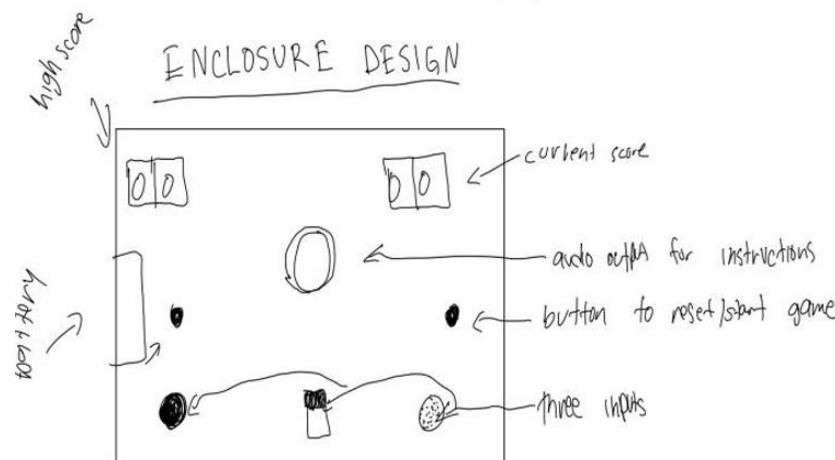 high score
ENCLOSURE DESIGN
0 0
0 0
current score
audio output for instructions
button to reset/start game
three inputs